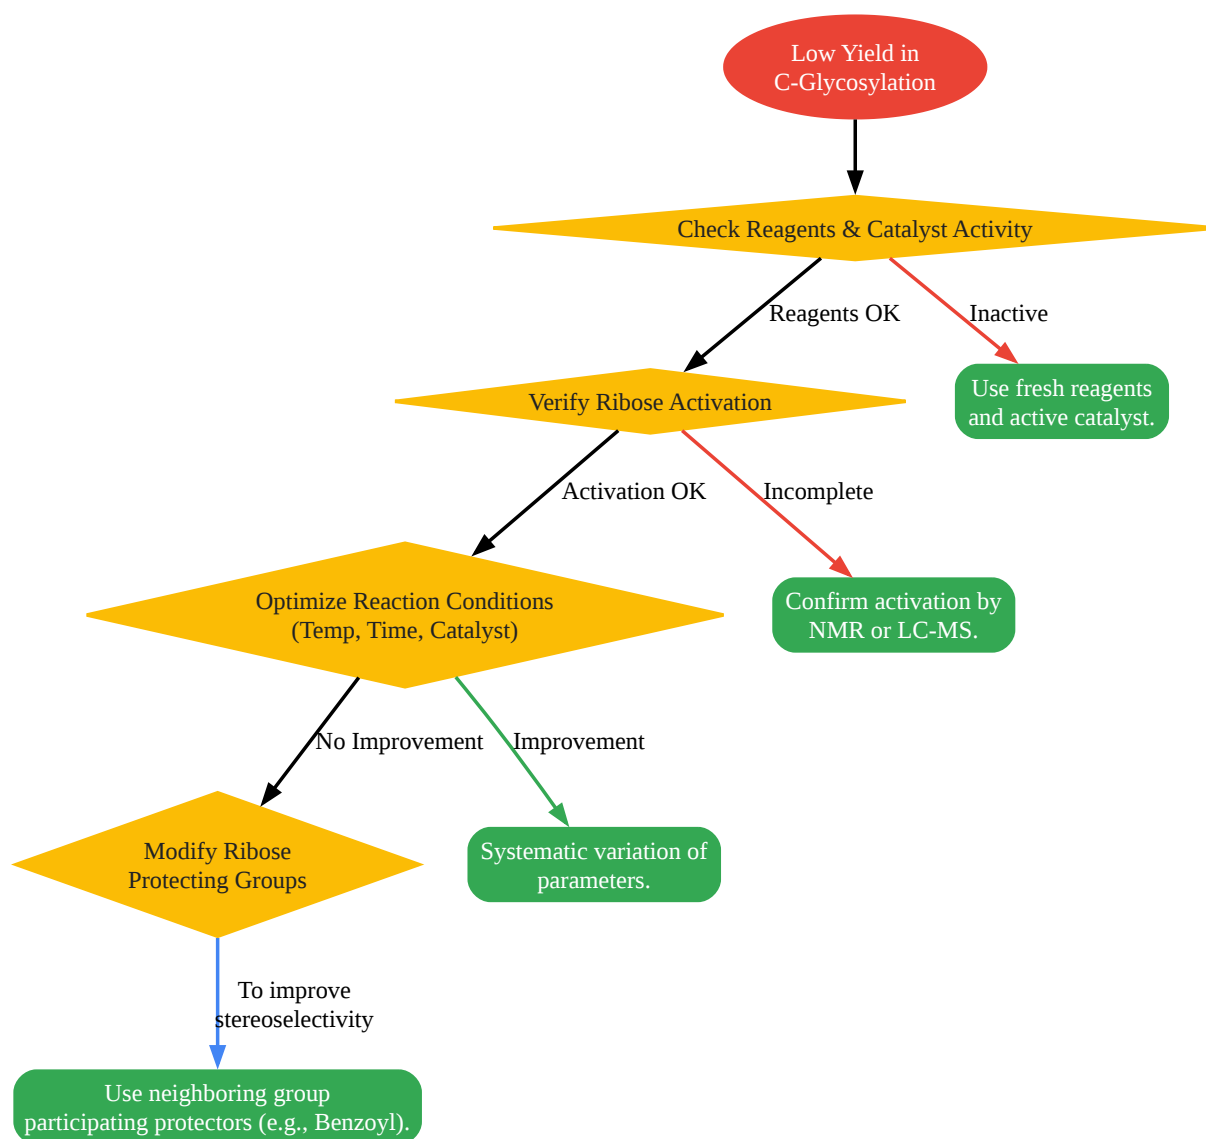 Low Yield in
C-Glycosylation
Check Reagents & Catalyst Activity
Reagents OK
Inactive
Use fresh reagents
and active catalyst.
Verify Ribose Activation
Activation OK
Incomplete
Confirm activation by
NMR or LC-MS.
Optimize Reaction Conditions
(Temp, Time, Catalyst)
No Improvement
Improvement
Modify Ribose
Protecting Groups
Systematic variation of
parameters.
To improve
stereoselectivity
Use neighboring group
participating protectors (e.g., Benzoyl).